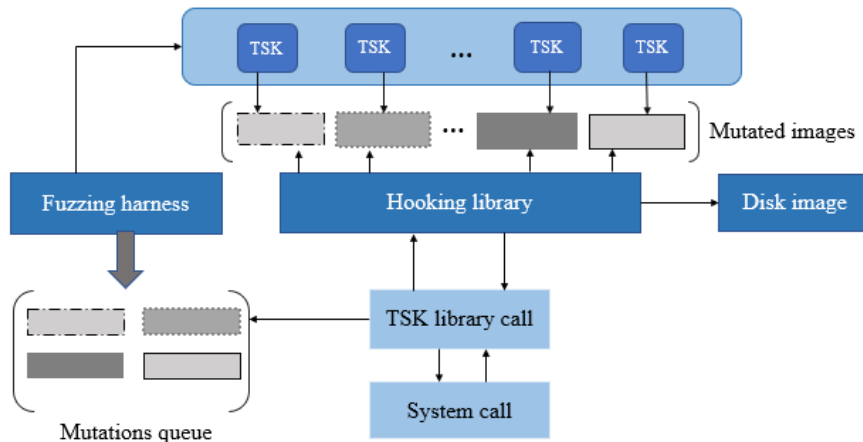 TSK
TSK
...
TSK
TSK
...
Mutated images
Fuzzing harness
Hooking library
Disk image
TSK library call
System call
Mutations queue